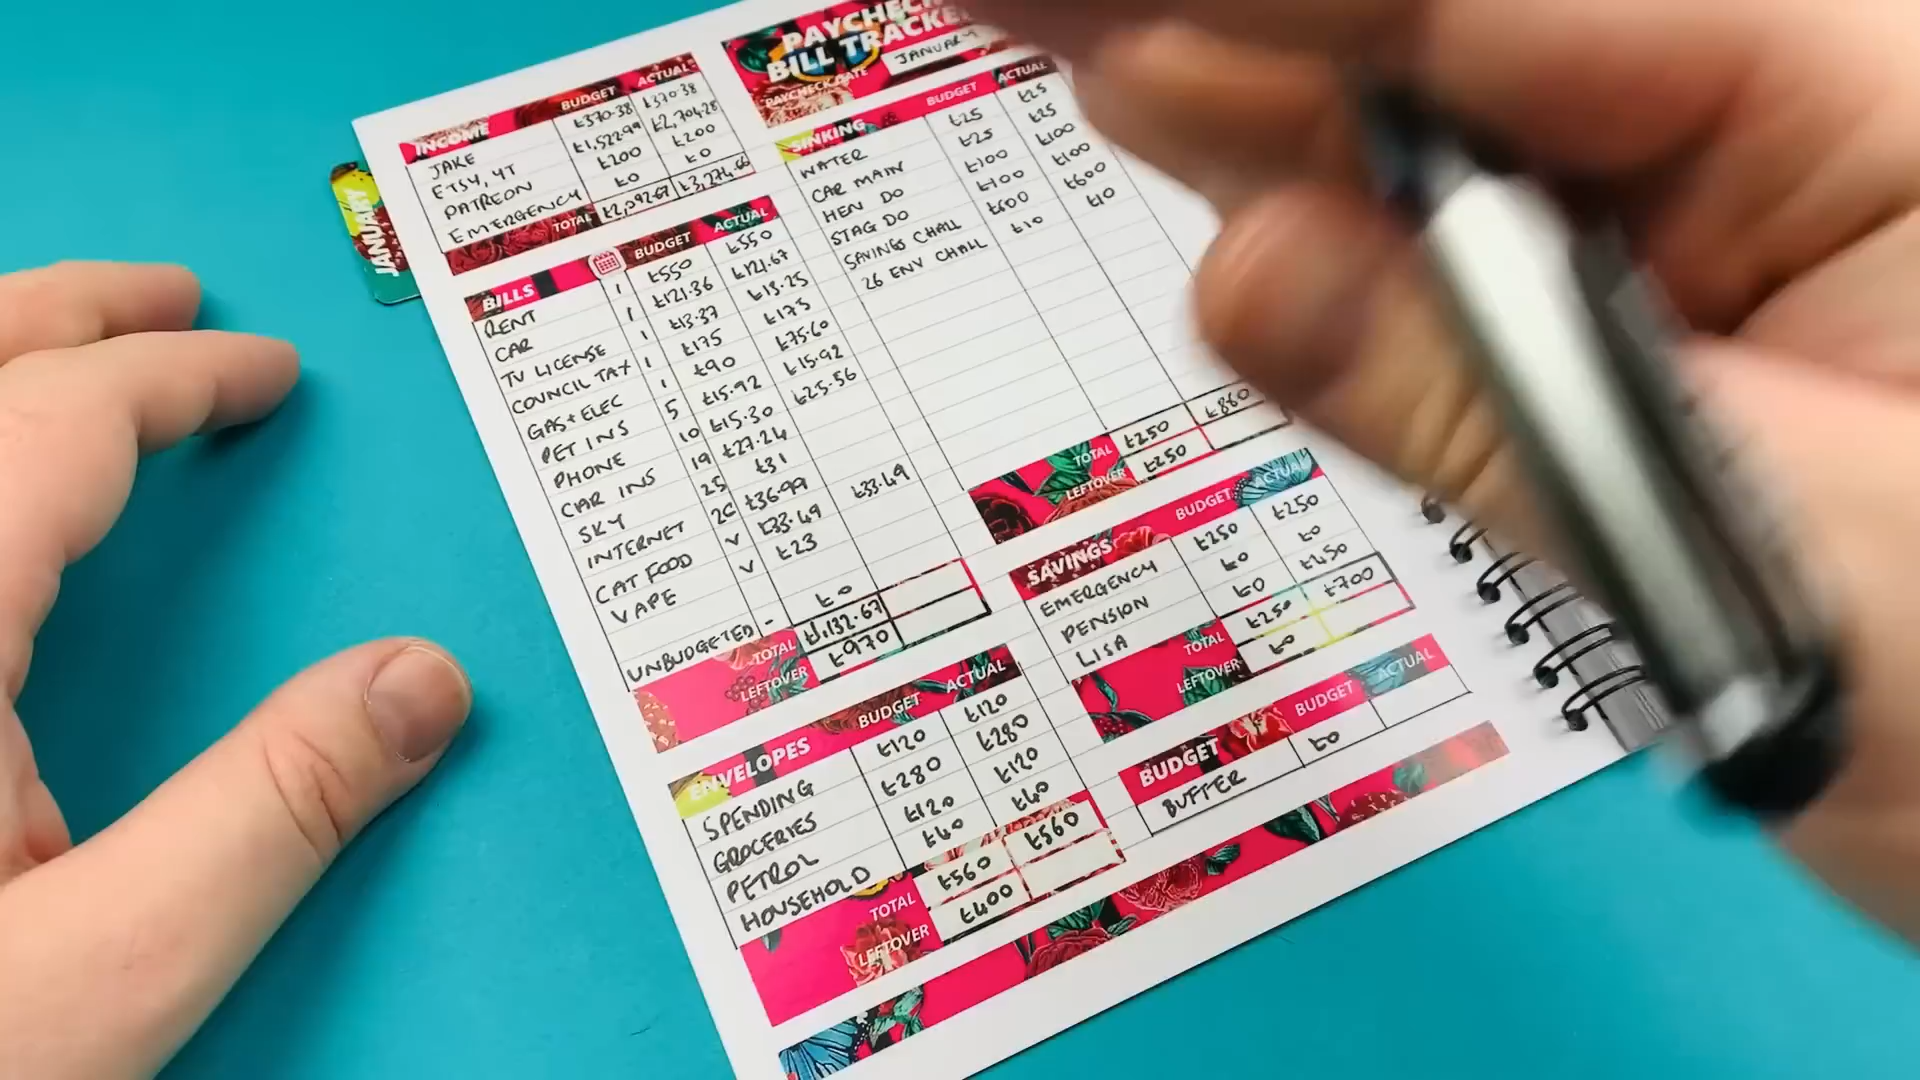 JANUARY
INCOME BUDGET ACTUAL
JAKE £370.38 £370.38
ETSY, YT £1,522.99 £2,704.28
PATREON £200 £200
EMERGENCY £0 £0
TOTAL £2,092.67 £3,274.66
BILLS BUDGET ACTUAL
RENT 1 £550 £550
CAR 1 £121.36 £121.67
TV LICENSE 1 £13.37 £13.25
COUNCIL TAX 1 £175 £175
GAS+ELEC 1 £90 £75.60
PET INS 5 £15.92 £15.92
PHONE 10 £15.30 £25.56
CAR INS 19 £27.24
SKY 25 £31
INTERNET 26 £36.99
CAT FOOD V £33.49 £33.49
VAPE V £23
UNBUDGETED - £0
TOTAL £1,132.67
LEFTOVER £970
ENVELOPES BUDGET ACTUAL
SPENDING £120 £120
GROCERIES £280 £280
PETROL £120 £120
HOUSEHOLD £40 £40
TOTAL £560 £560
LEFTOVER £400
PAYCHECK
BILL TRACKER
PAYCHECK DATE JANUARY
SINKING BUDGET ACTUAL
WATER £25 £25
CAR MAIN £25 £25
HEN DO £100 £100
STAG DO £100 £100
SAVINGS CHALL £600 £600
26 ENV CHALL £10 £10
TOTAL £250 £860
LEFTOVER £250
SAVINGS BUDGET ACTUAL
EMERGENCY £250 £250
PENSION £0 £0
LISA £0 £450
TOTAL £250 £700
LEFTOVER £0
BUDGET BUDGET ACTUAL
BUFFER £0